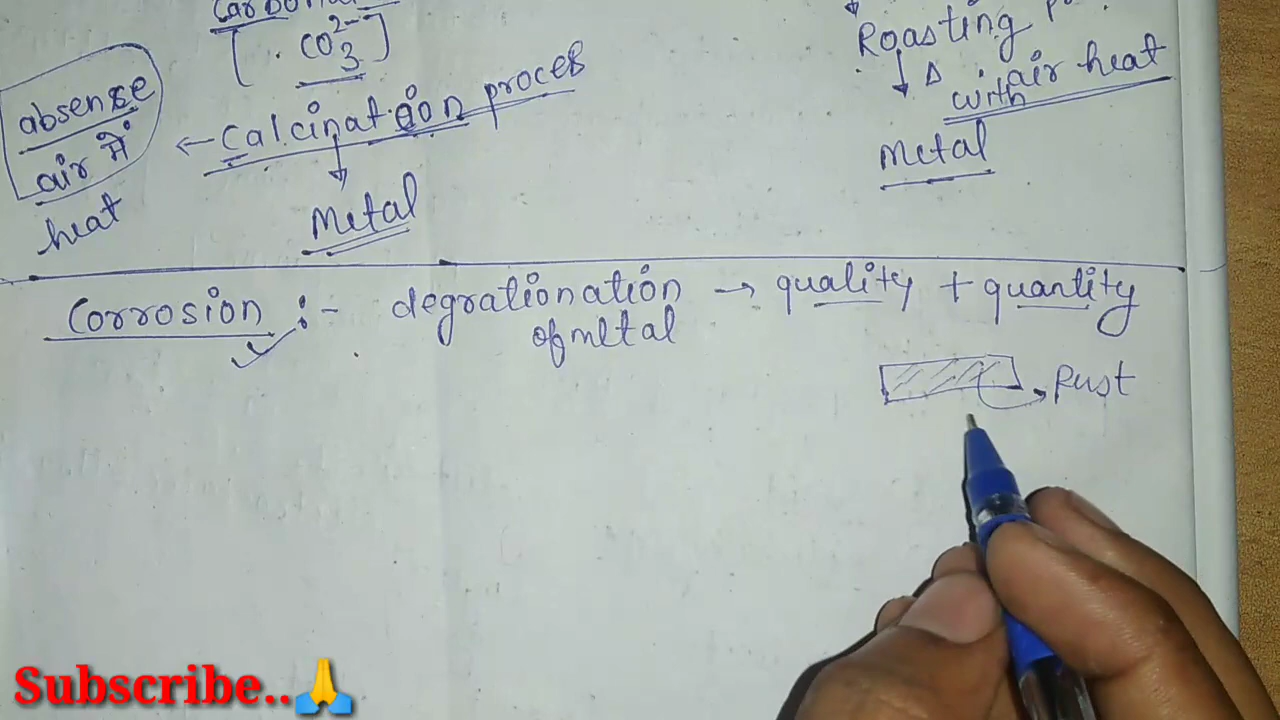 [ . CO₃²⁻ ]
absense
air में
heat
← Calcination proces
↓
Metal
Roasting
↓ Δ with air heat
Metal
Corrosion :- degrationation → quality + quantity
of metal
Rust
Subscribe..🙏